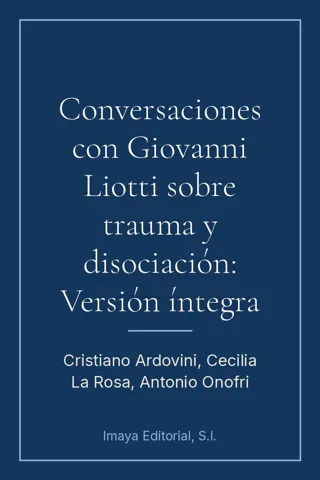 Conversaciones
con Giovanni
Liotti sobre
trauma y
disociación:
Versión íntegra
Cristiano Ardovini, Cecilia
La Rosa, Antonio Onofri
Imaya Editorial, S.l.